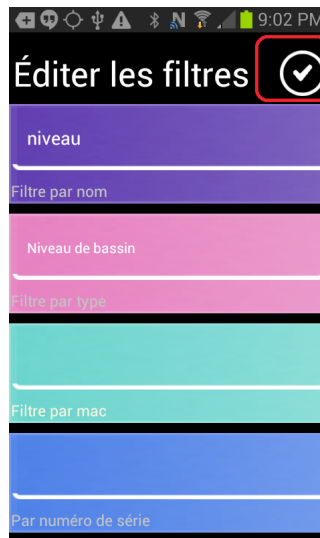 9:02 PM
Éditer les filtres
niveau
Filtre par nom
Niveau de bassin
Filtre par type
Filtre par mac
Par numéro de série